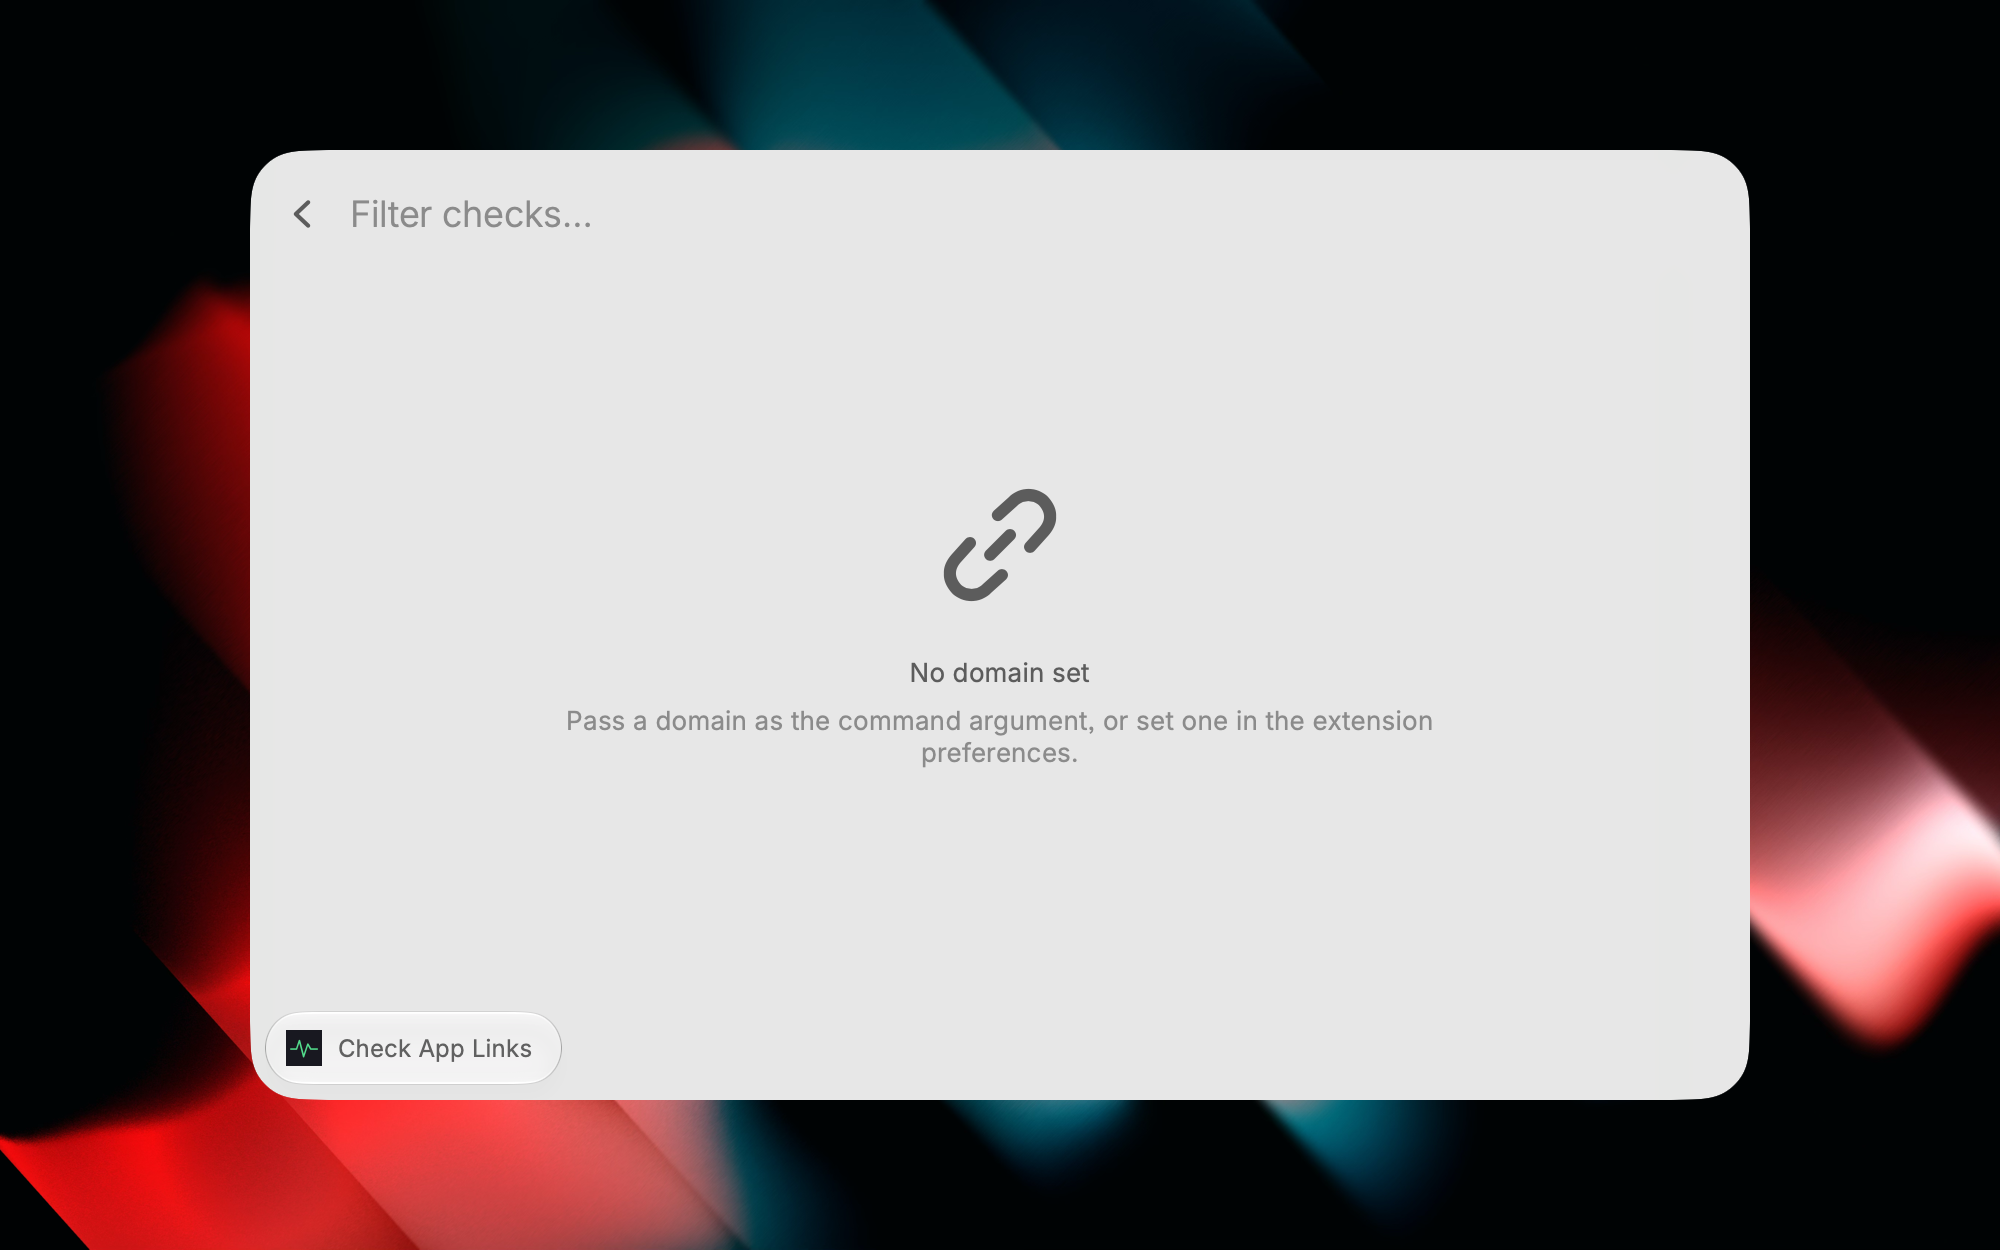 Filter checks...
No domain set
Pass a domain as the command argument, or set one in the extension
preferences.
Check App Links